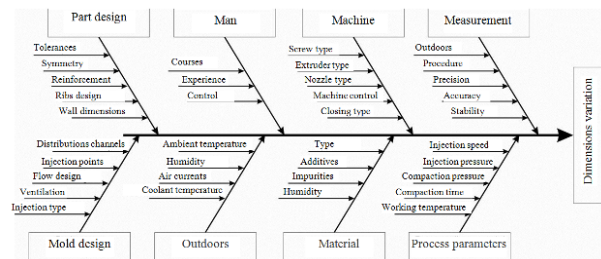 Part design
Man
Machine
Measurement
Tolerances
Symmetry
Reinforcement
Ribs design
Wall dimensions
Courses
Experience
Control
Screw type
Extruder type
Nozzle type
Machine control
Closing type
Outdoors
Procedure
Precision
Accuracy
Stability
Dimensions variation
Distributions channels
Injection points
Flow design
Ventilation
Injection type
Ambient temperature
Humidity
Air currents
Coolant temperature
Type
Additives
Impurities
Humidity
Injection speed
Injection pressure
Compaction pressure
Compaction time
Working temperature
Mold design
Outdoors
Material
Process parameters